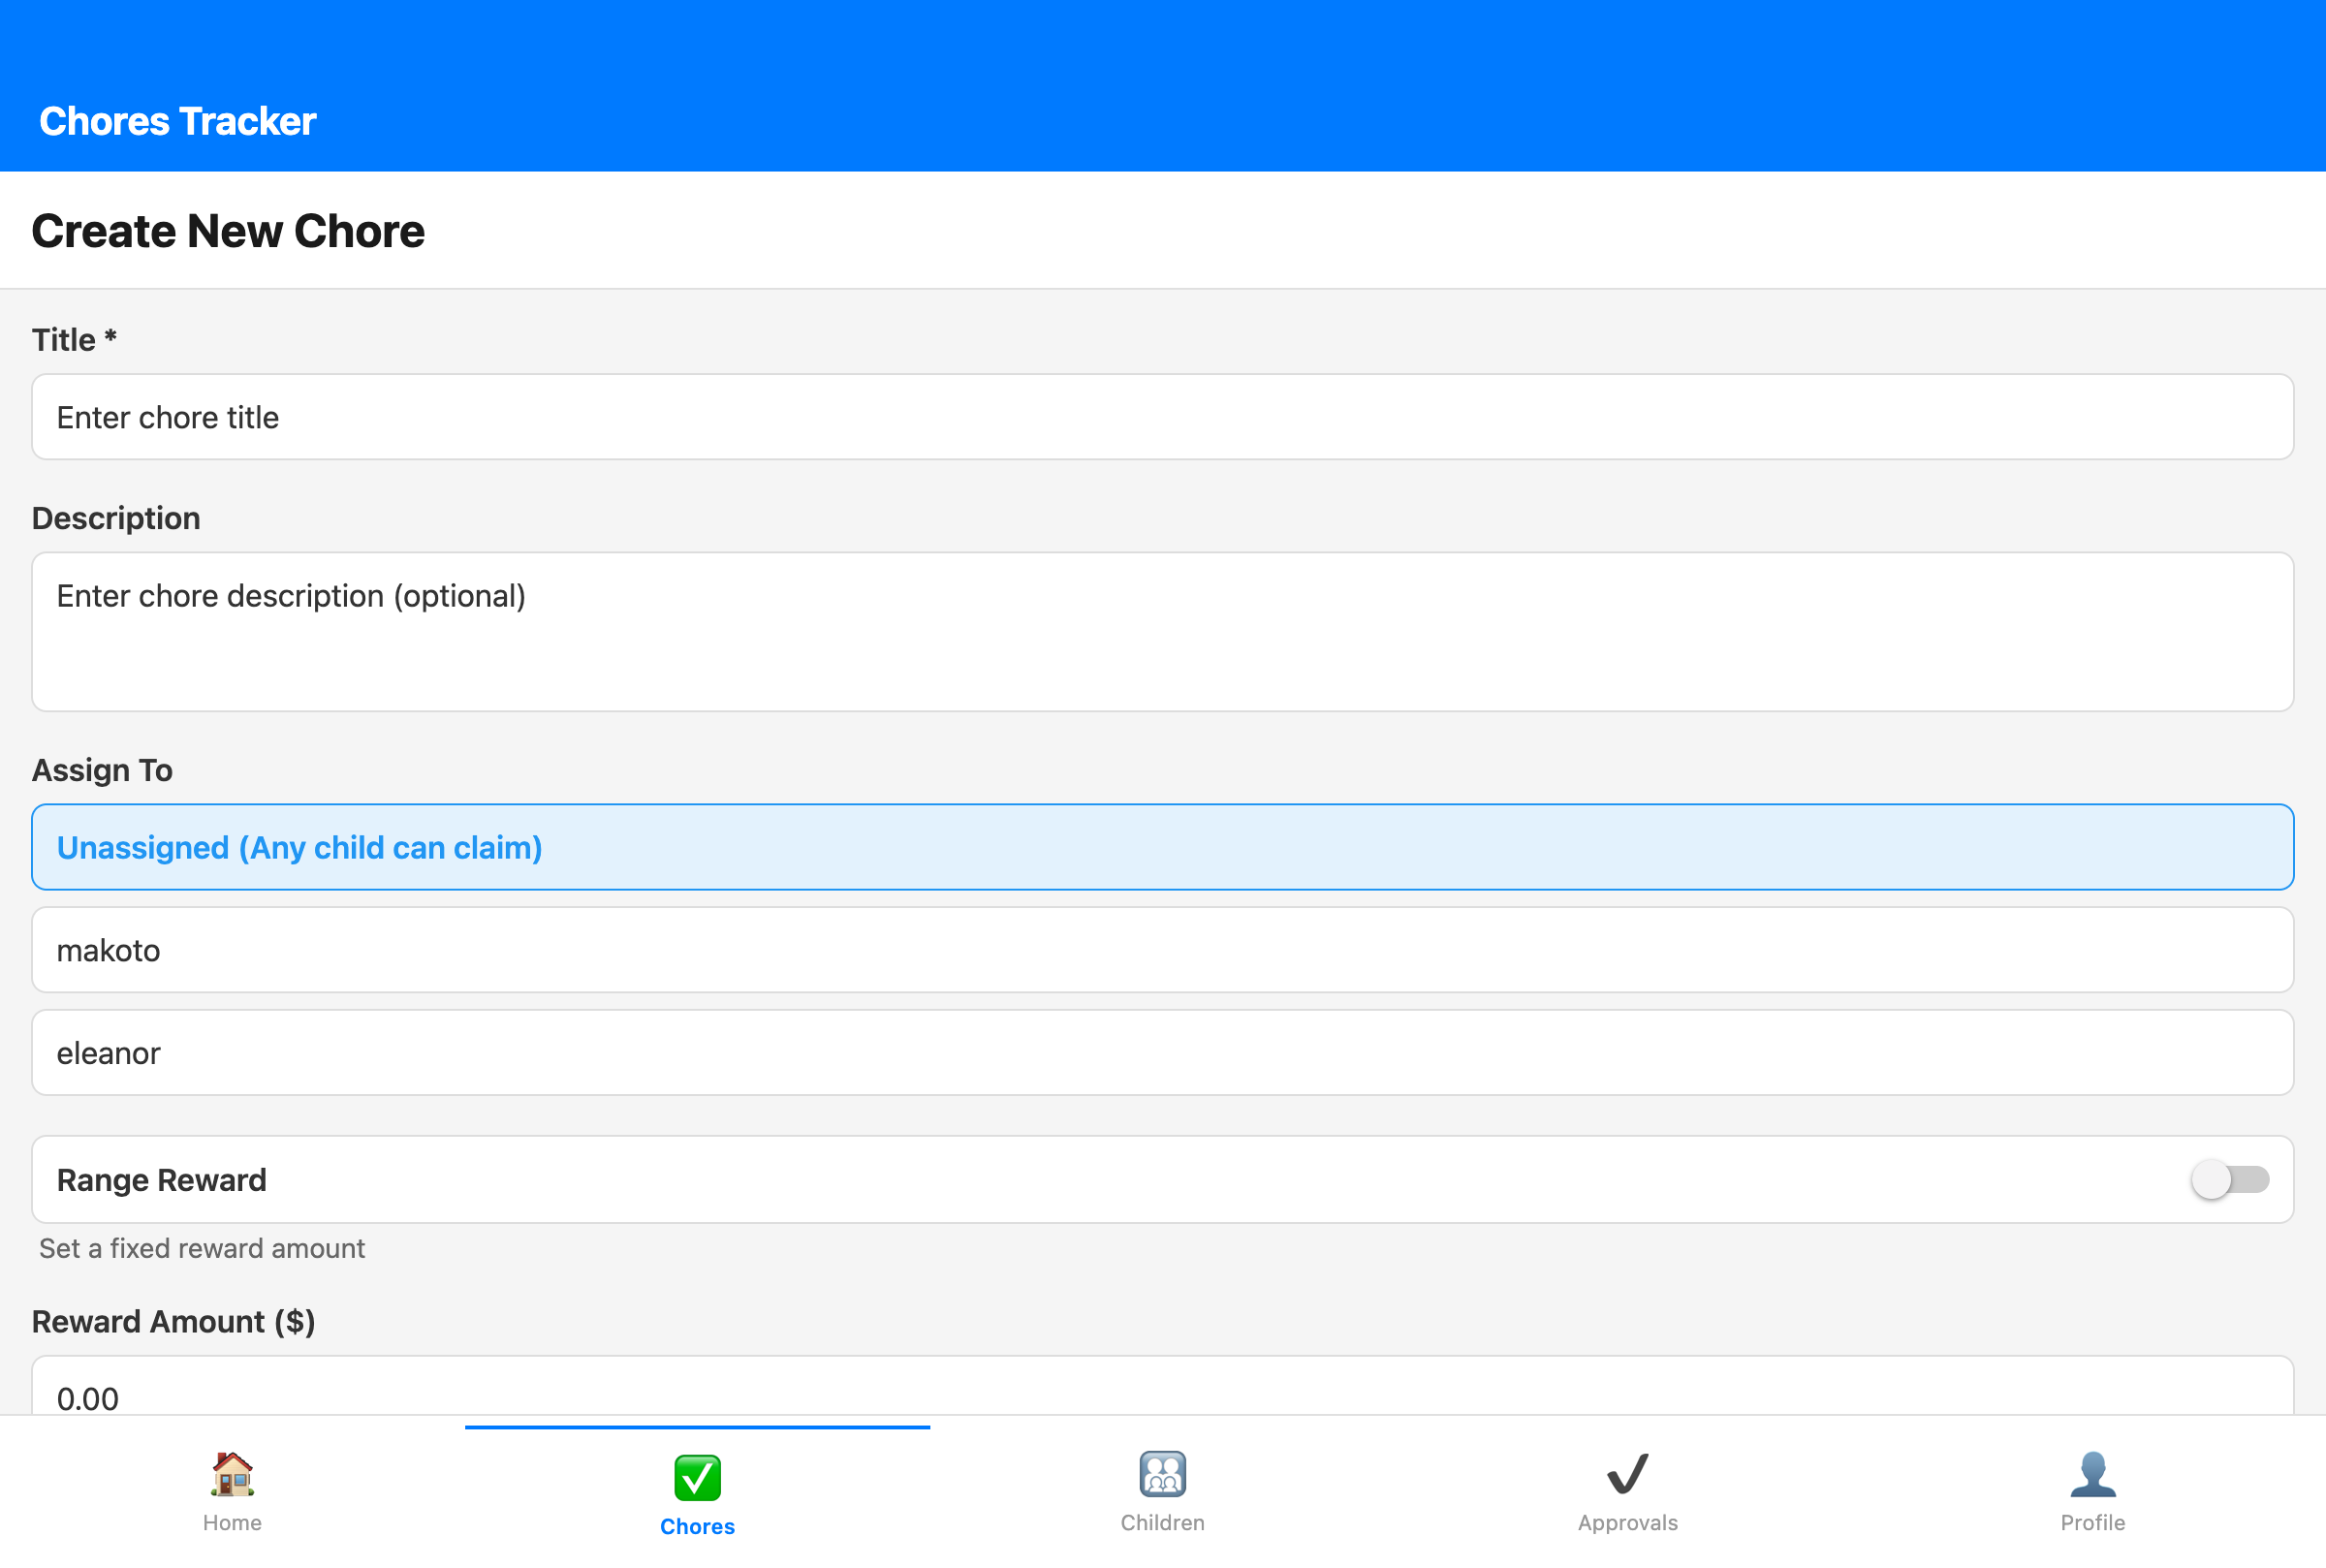 Chores Tracker
Create New Chore
Title *
Enter chore title
Description
Enter chore description (optional)
Assign To
Unassigned (Any child can claim)
makoto
eleanor
Range Reward
Set a fixed reward amount
Reward Amount ($)
0.00
Home
Chores
Children
Approvals
Profile